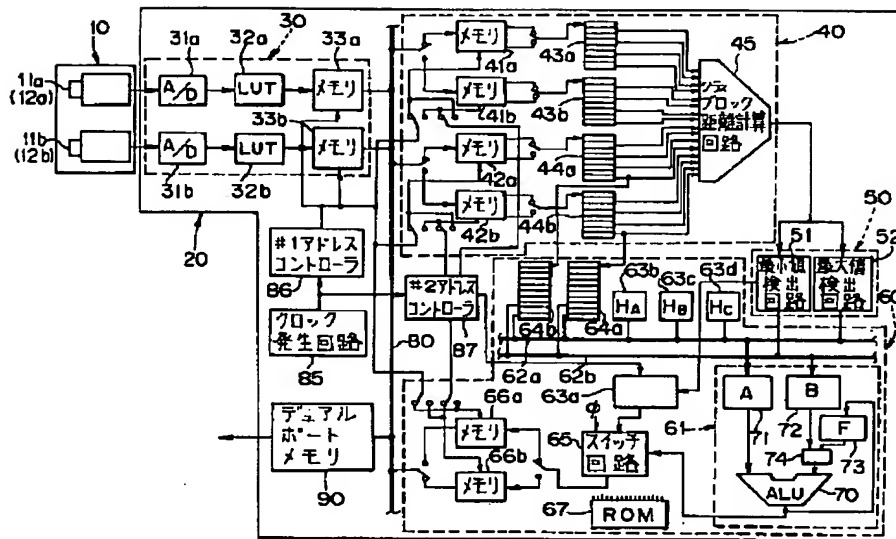 10
11a
(12a)
11b
(12b)
30
31a
32a
33a
A/D
LUT
メモリ
33b
A/D
LUT
メモリ
31b
32b
20
#1アドレス
コントローラ
86
クロック
発生回路
85
デュアル
ポート
メモリ
90
80
#2アドレス
コントローラ
87
40
メモリ
41a
43a
メモリ
41b
43b
メモリ
42a
44a
メモリ
42b
44b
45
シティ
ブロック
距離計算
回路
50
51
52
最小値
検出
回路
最大値
検出
回路
60
64b
64a
63b
HA
63c
HB
63d
HC
62a
62b
63a
66a
メモリ
66b
メモリ
φ
65
スイッチ
回路
67
ROM
61
A
71
B
72
F
73
74
ALU
70